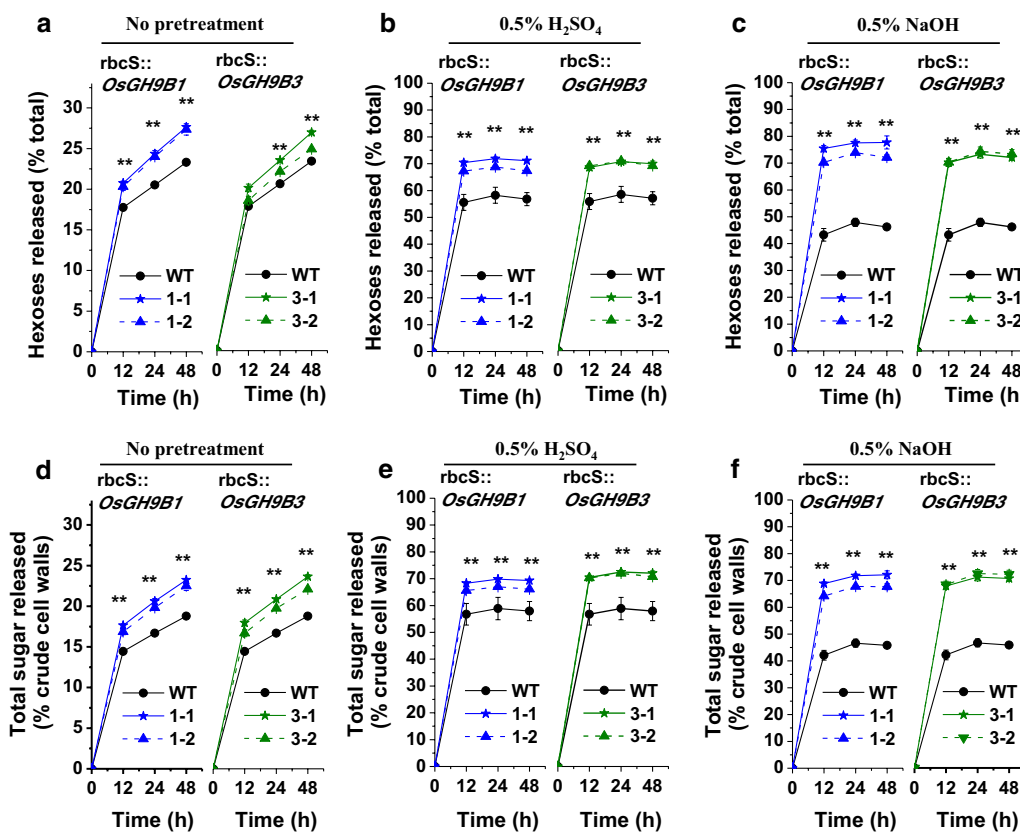 a No pretreatment
rbcS:: rbcS::
OsGH9B1 OsGH9B3
Hexoses released (% total)
30
25
20
15
10
5
0
** ** **
** **
WT WT
1-1 3-1
1-2 3-2
0 12 24 48 0 12 24 48
Time (h) Time (h)
b 0.5% H₂SO₄
rbcS:: rbcS::
OsGH9B1 OsGH9B3
Hexoses released (% total)
100
90
80
70
60
50
40
30
20
10
0
** ** ** ** ** **
WT WT
1-1 3-1
1-2 3-2
0 12 24 48 0 12 24 48
Time (h) Time (h)
c 0.5% NaOH
rbcS:: rbcS::
OsGH9B1 OsGH9B3
Hexoses released (% total)
100
90
80
70
60
50
40
30
20
10
0
** ** ** ** ** **
WT WT
1-1 3-1
1-2 3-2
0 12 24 48 0 12 24 48
Time (h) Time (h)
d No pretreatment
rbcS:: rbcS::
OsGH9B1 OsGH9B3
Total sugar released
(% crude cell walls)
30
25
20
15
10
5
0
** ** ** ** ** **
WT WT
1-1 3-1
1-2 3-2
0 12 24 48 0 12 24 48
Time (h) Time (h)
e 0.5% H₂SO₄
rbcS:: rbcS::
OsGH9B1 OsGH9B3
Total sugar released
(% crude cell walls)
100
90
80
70
60
50
40
30
20
10
0
** ** ** ** ** **
WT WT
1-1 3-1
1-2 3-2
0 12 24 48 0 12 24 48
Time (h) Time (h)
f 0.5% NaOH
rbcS:: rbcS::
OsGH9B1 OsGH9B3
Total sugar released
(% crude cell walls)
100
90
80
70
60
50
40
30
20
10
0
** ** ** ** ** **
WT WT
1-1 3-1
1-2 3-2
0 12 24 48 0 12 24 48
Time (h) Time (h)